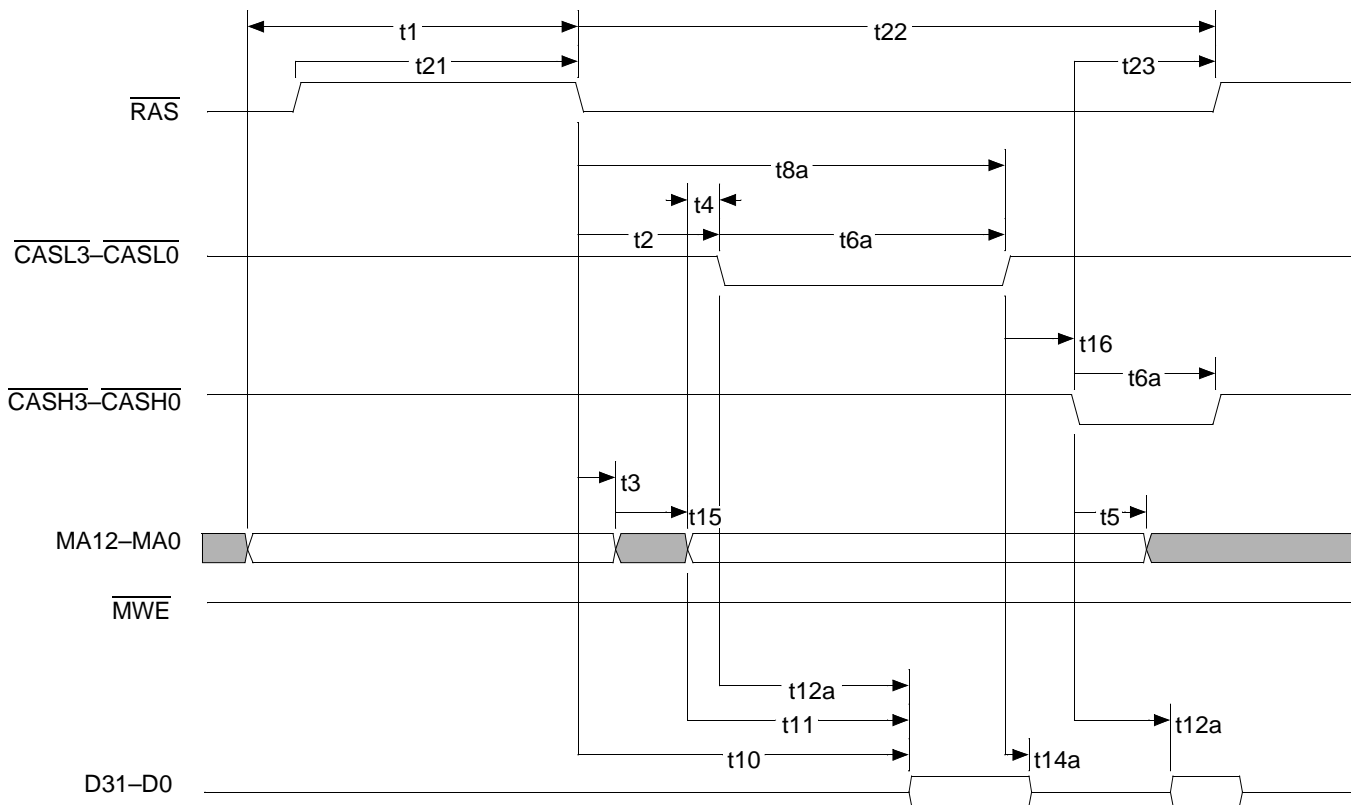 t1
t22
t21
t23
RAS
t8a
t4
t2
t6a
CASL3–CASL0
t16
t6a
CASH3–CASH0
t3
t15
t5
MA12–MA0
MWE
t12a
t11
t12a
t10
t14a
D31–D0